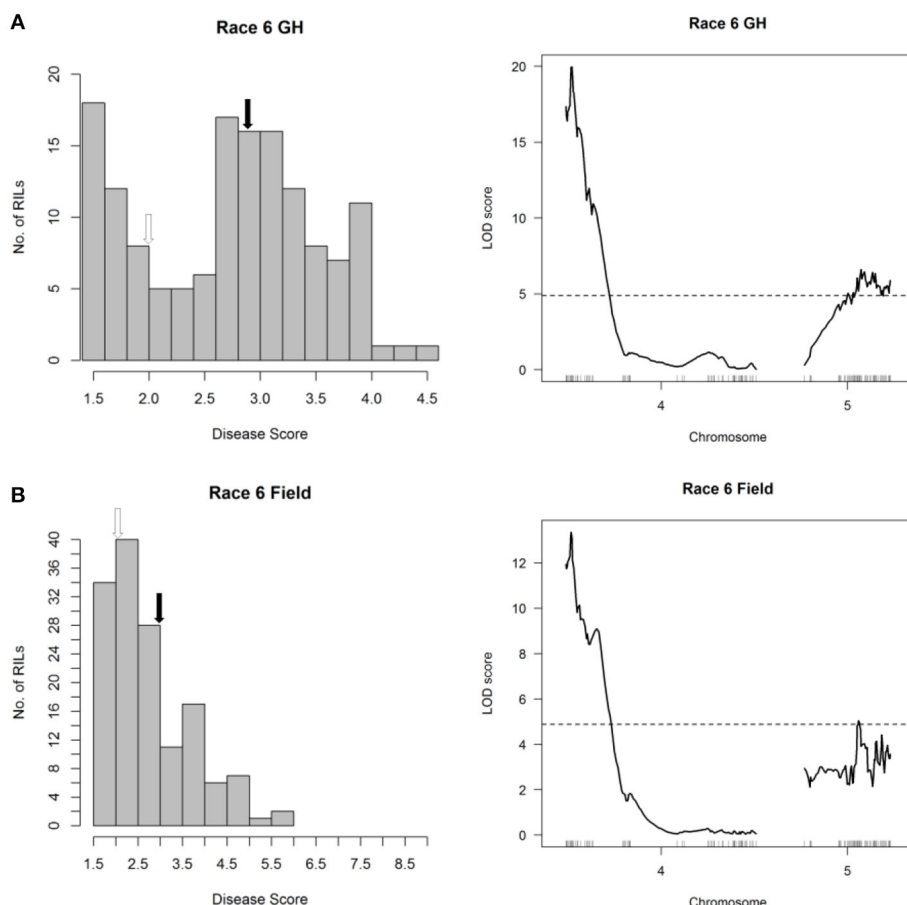 A
Race 6 GH
No. of RILs
20
15
10
5
0
1.5 2.0 2.5 3.0 3.5 4.0 4.5
Disease Score
Race 6 GH
LOD score
20
15
10
5
0
4 5
Chromosome
B
Race 6 Field
No. of RILs
40
36
32
28
24
20
16
12
8
4
0
1.5 2.5 3.5 4.5 5.5 6.5 7.5 8.5
Disease Score
Race 6 Field
LOD score
12
10
8
6
4
2
0
4 5
Chromosome